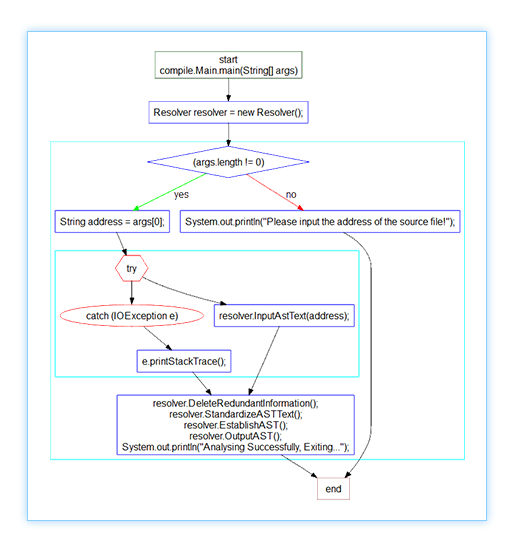 start
compile.Main.main(String[] args)
Resolver resolver = new Resolver();
(args.length != 0)
yes
no
String address = args[0];
System.out.println("Please input the address of the source file!");
try
catch (IOException e)
resolver.InputAstText(address);
e.printStackTrace();
resolver.DeleteRedundantInformation();
resolver.StandardizeASTText();
resolver.EstablishAST();
resolver.OutputAST();
System.out.println("Analysing Successfully, Exiting...");
end